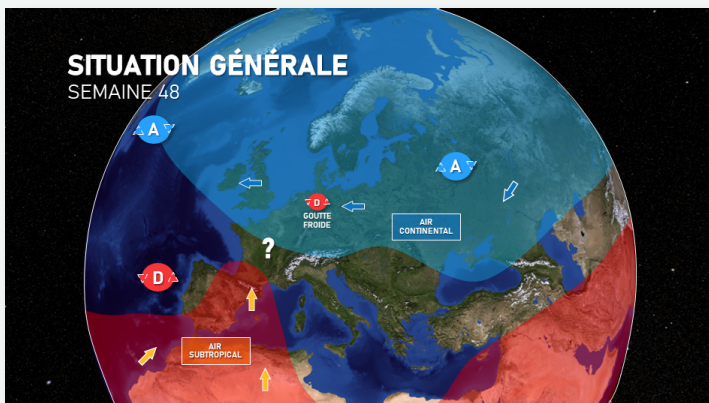 SITUATION GÉNÉRALE
SEMAINE 48
A
A
D
GOUTTE
FROIDE
AIR
CONTINENTAL
?
D
AIR
SUBTROPICAL